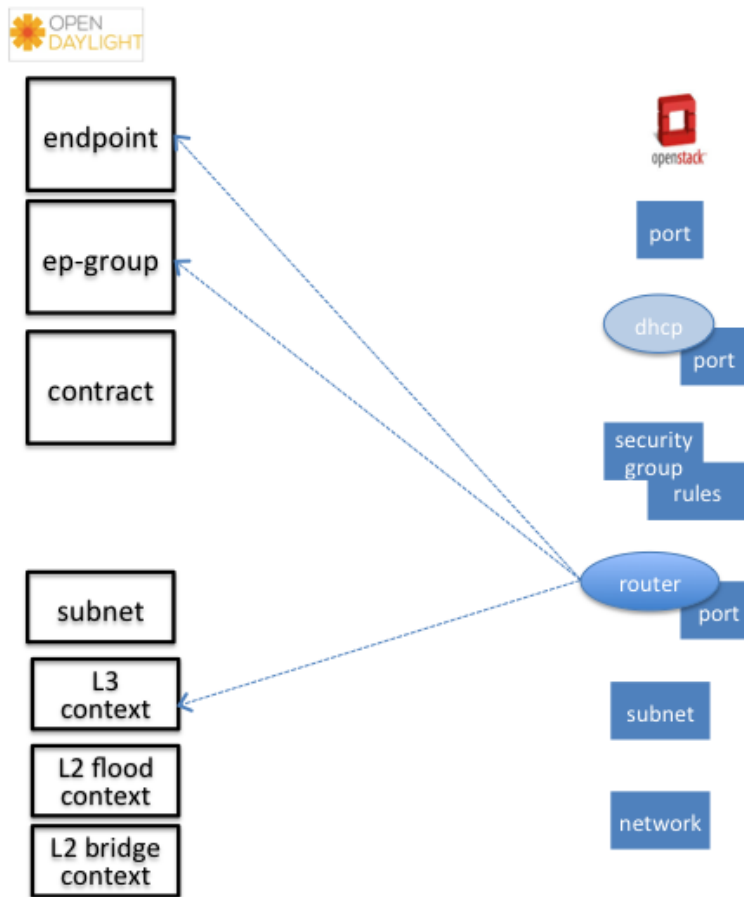 OPEN
DAYLIGHT
endpoint
ep-group
contract
subnet
L3
context
L2 flood
context
L2 bridge
context
openstack
port
dhcp
port
security
group
rules
router
port
subnet
network